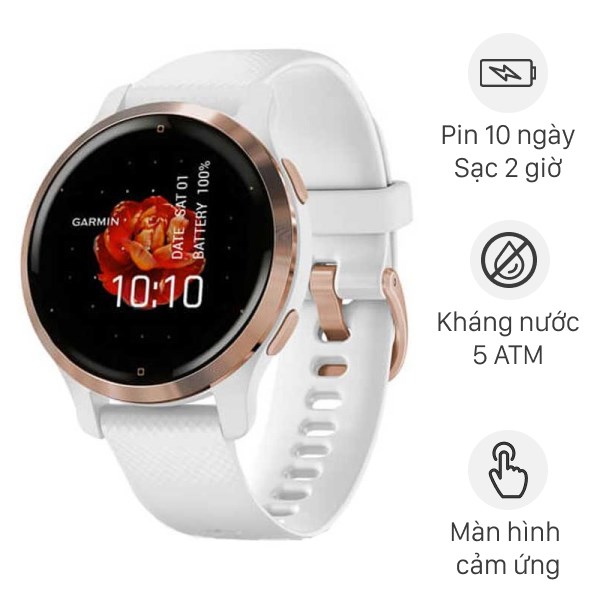 GARMIN
DATE SAT 01
BATTERY 100%
10:10
Pin 10 ngày
Sạc 2 giờ
Kháng nước
5 ATM
Màn hình
cảm ứng